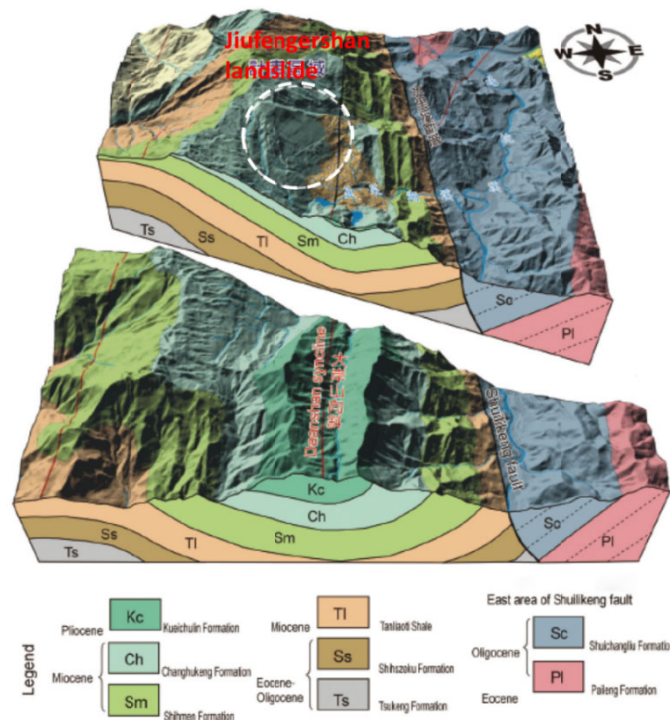 Jiufengershan
landslide
N
W
E
S
Ts
Ss
Tl
Sm
Ch
Sc
Pl
Daanshan syncline
Shuilikeng fault
Kc
Ch
Sm
Tl
Ss
Ts
Sc
Pl
Legend
Pliocene
Kc
Kueichulin Formation
Miocene
Ch
Changhukeng Formation
Sm
Shihmen Formation
Miocene
Tl
Tanliaoti Shale
Eocene-
Oligocene
Ss
Shihszoku Formation
Ts
Tsukeng Formation
East area of Shuilikeng fault
Oligocene
Sc
Shuichangliu Formation
Eocene
Pl
Paileng Formation